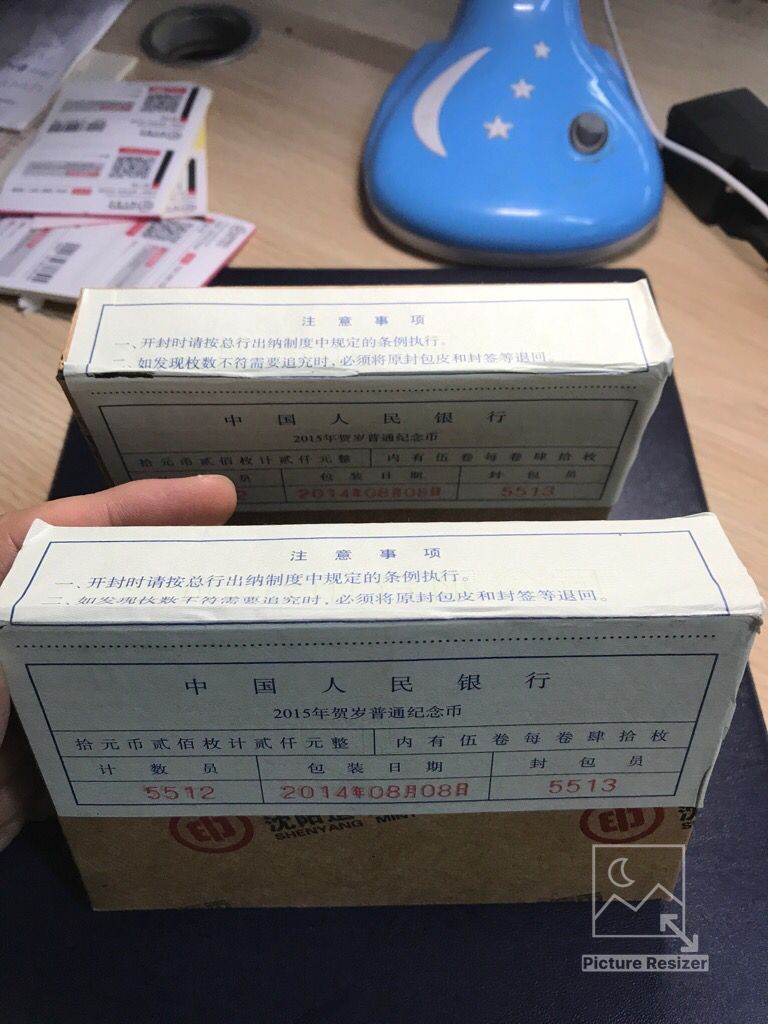 注意事项
一、开封时请按总行出纳制度中规定的条例执行。
二、如发现枚数不符需要追究时，必须将原封包皮和封签等退回。
中国人民银行
2015年贺岁普通纪念币
拾元币贰佰枚计贰仟元整 内有伍卷每卷肆拾枚
员 包装日期 封包员
2 2014年08月08日 5513
注意事项
一、开封时请按总行出纳制度中规定的条例执行。
二、如发现枚数不符需要追究时，必须将原封包皮和封签等退回。
中国人民银行
2015年贺岁普通纪念币
拾元币贰佰枚计贰仟元整 内有伍卷每卷肆拾枚
计数员 包装日期 封包员
5512 2014年08月08日 5513
沈阳
SHENYANG MIN
Picture Resizer